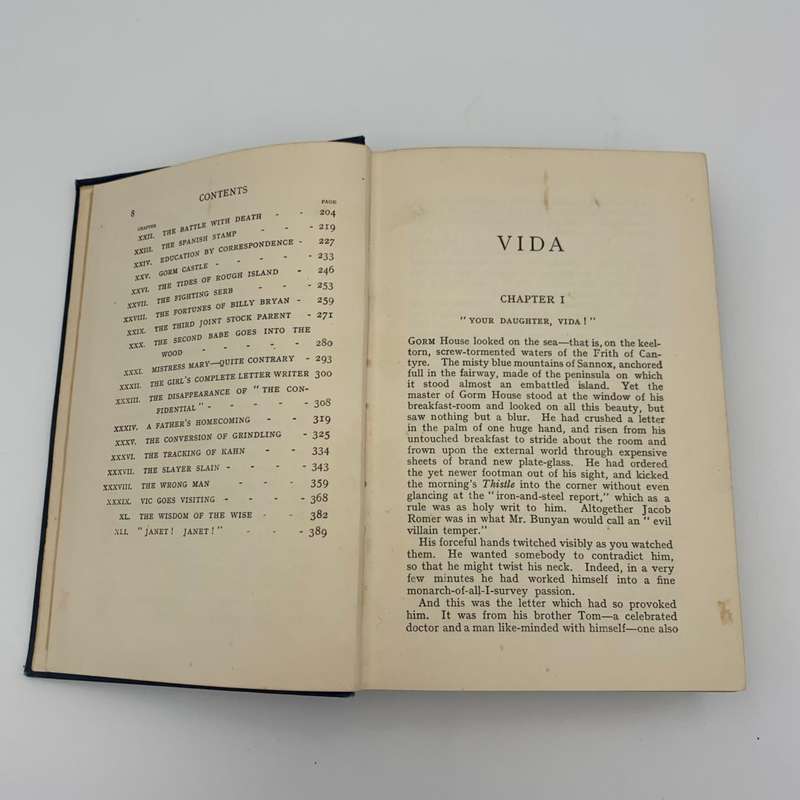 8
CONTENTS
CHAPTER PAGE
XXII. THE BATTLE WITH DEATH - - 204
XXIII. THE SPANISH STAMP - - 219
XXIV. EDUCATION BY CORRESPONDENCE - 227
XXV. GORM CASTLE - - - - - 233
XXVI. THE TIDES OF ROUGH ISLAND - 246
XXVII. THE FIGHTING SERB - - - 253
XXVIII. THE FORTUNES OF BILLY BRYAN - 259
XXIX. THE THIRD JOINT STOCK PARENT - 271
XXX. THE SECOND BABE GOES INTO THE
WOOD - - - - - 280
XXXI. MISTRESS MARY—QUITE CONTRARY - 293
XXXII. THE GIRL'S COMPLETE LETTER WRITER 300
XXXIII. THE DISAPPEARANCE OF "THE CON-
FIDENTIAL" - - - - - 308
XXXIV. A FATHER'S HOMECOMING - - 319
XXXV. THE CONVERSION OF GRINDLING - 325
XXXVI. THE TRACKING OF KAHN - - 334
XXXVII. THE SLAYER SLAIN - - - - 343
XXXVIII. THE WRONG MAN - - - - 359
XXXIX. VIC GOES VISITING - - - - 368
XL. THE WISDOM OF THE WISE - - 382
XLI. "JANET! JANET!" - - - 389
VIDA
CHAPTER I
"YOUR DAUGHTER, VIDA!"
GORM House looked on the sea—that is, on the keel-
torn, screw-tormented waters of the Frith of Can-
tyre. The misty blue mountains of Sannox, anchored
full in the fairway, made of the peninsula on which
it stood almost an embattled island. Yet the
master of Gorm House stood at the window of his
breakfast-room and looked on all this beauty, but
saw nothing but a blur. He had crushed a letter
in the palm of one huge hand, and risen from his
untouched breakfast to stride about the room and
frown upon the external world through expensive
sheets of brand new plate-glass. He had ordered
the yet newer footman out of his sight, and kicked
the morning's Thistle into the corner without even
glancing at the "iron-and-steel report," which as a
rule was as holy writ to him. Altogether Jacob
Romer was in what Mr. Bunyan would call an "evil
villain temper."
His forceful hands twitched visibly as you watched
them. He wanted somebody to contradict him,
so that he might twist his neck. Indeed, in a very
few minutes he had worked himself into a fine
monarch-of-all-I-survey passion.
And this was the letter which had so provoked
him. It was from his brother Tom—a celebrated
doctor and a man like-minded with himself—one also